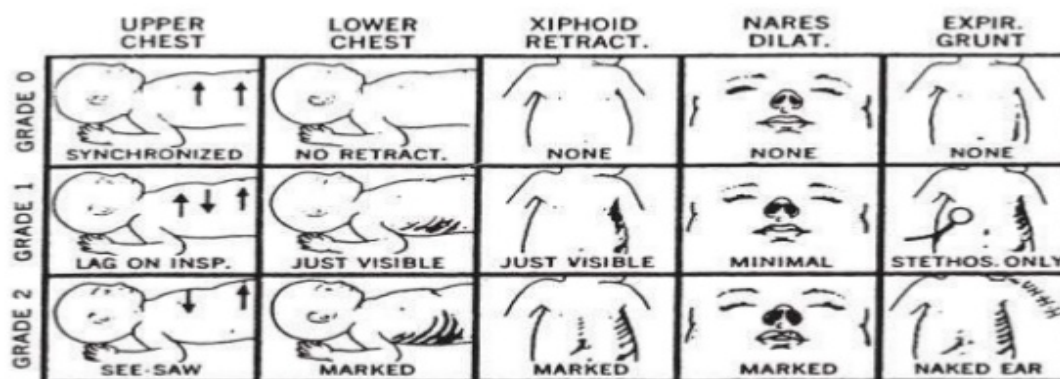 UPPER CHEST
LOWER CHEST
XIPHOID RETRACT.
NARES DILAT.
EXPIR. GRUNT
GRADE 0
SYNCHRONIZED
NO RETRACT.
NONE
NONE
NONE
GRADE 1
LAG ON INSP.
JUST VISIBLE
JUST VISIBLE
MINIMAL
STETHOS. ONLY
GRADE 2
SEE-SAW
MARKED
MARKED
MARKED
NAKED EAR